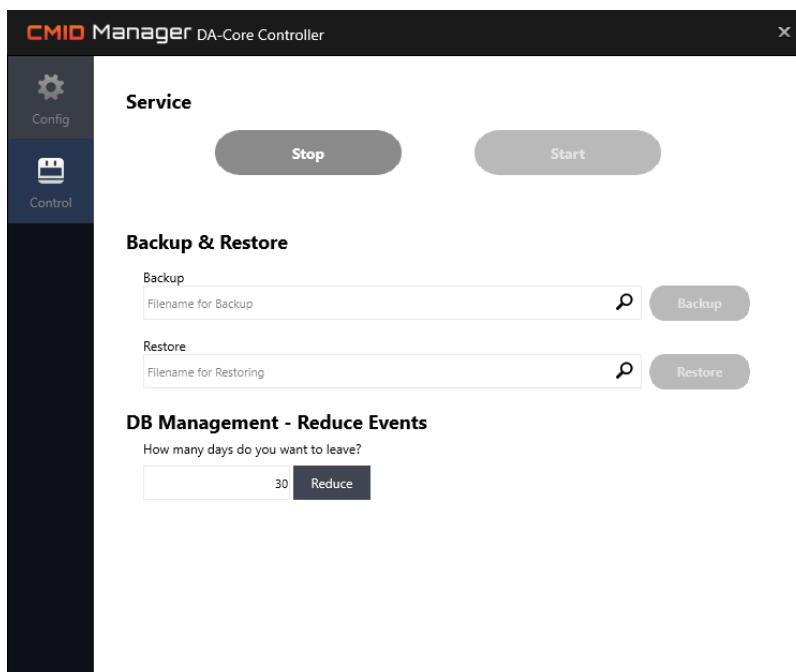 CMID Manager DA-Core Controller
Config
Control
Service
Stop Start
Backup & Restore
Backup
Filename for Backup Backup
Restore
Filename for Restoring Restore
DB Management - Reduce Events
How many days do you want to leave?
30 Reduce